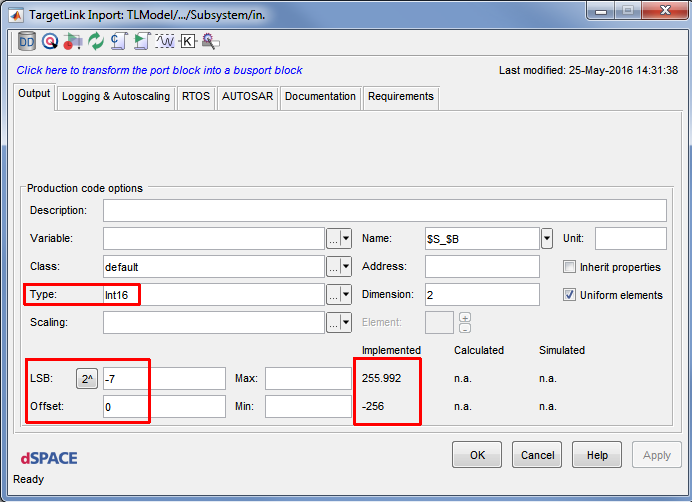 TargetLink Inport: TLModel/.../Subsystem/in.
DD
K
Click here to transform the port block into a busport block
Last modified: 25-May-2016 14:31:38
Output Logging & Autoscaling RTOS AUTOSAR Documentation Requirements
Production code options
Description:
Variable: ... Name: $S_$B Unit:
Class: default ... Address: Inherit properties
Type: Int16 ... Dimension: 2 Uniform elements
Scaling: ... Element: + -
Implemented Calculated Simulated
LSB: 2^ -7 Max: 255.992 n.a. n.a.
Offset: 0 Min: -256 n.a. n.a.
dSPACE
OK Cancel Help Apply
Ready